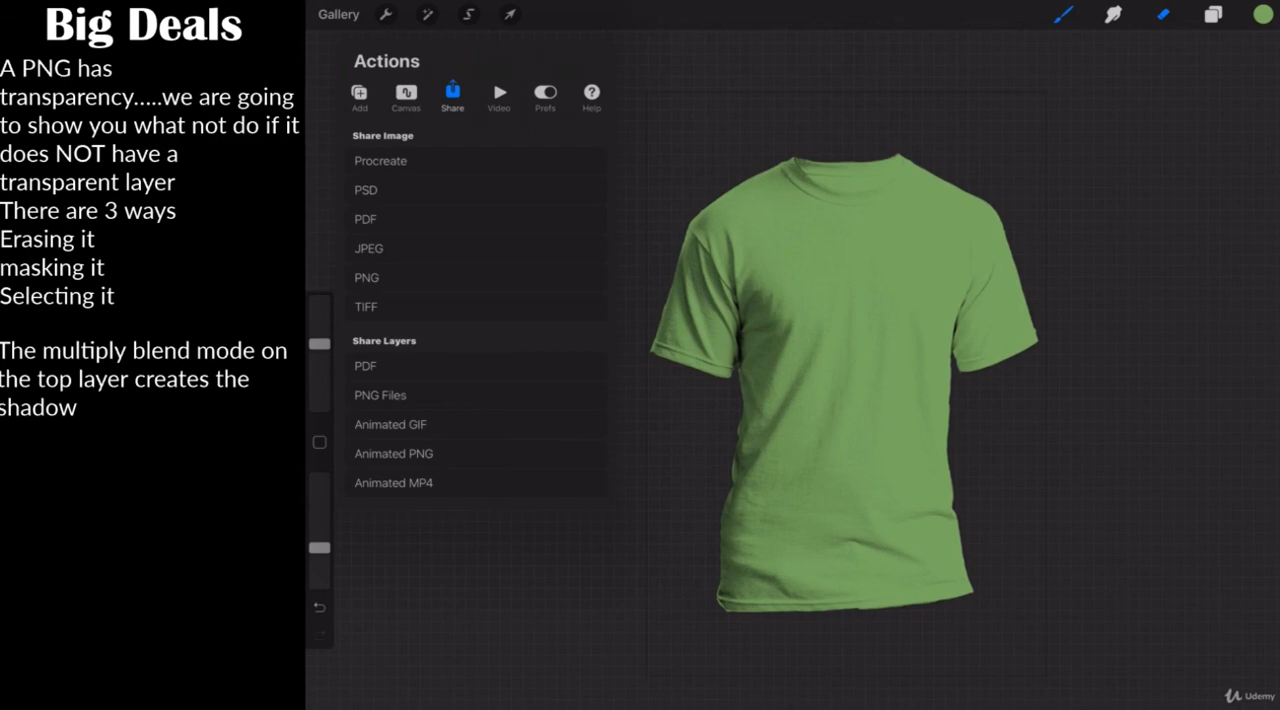 Big Deals
A PNG has
transparency.....we are going
to show you what not do if it
does NOT have a
transparent layer
There are 3 ways
Erasing it
masking it
Selecting it
The multiply blend mode on
the top layer creates the
shadow
Gallery
Actions
Add Canvas Share Video Prefs Help
Share Image
Procreate
PSD
PDF
JPEG
PNG
TIFF
Share Layers
PDF
PNG Files
Animated GIF
Animated PNG
Animated MP4
Udemy